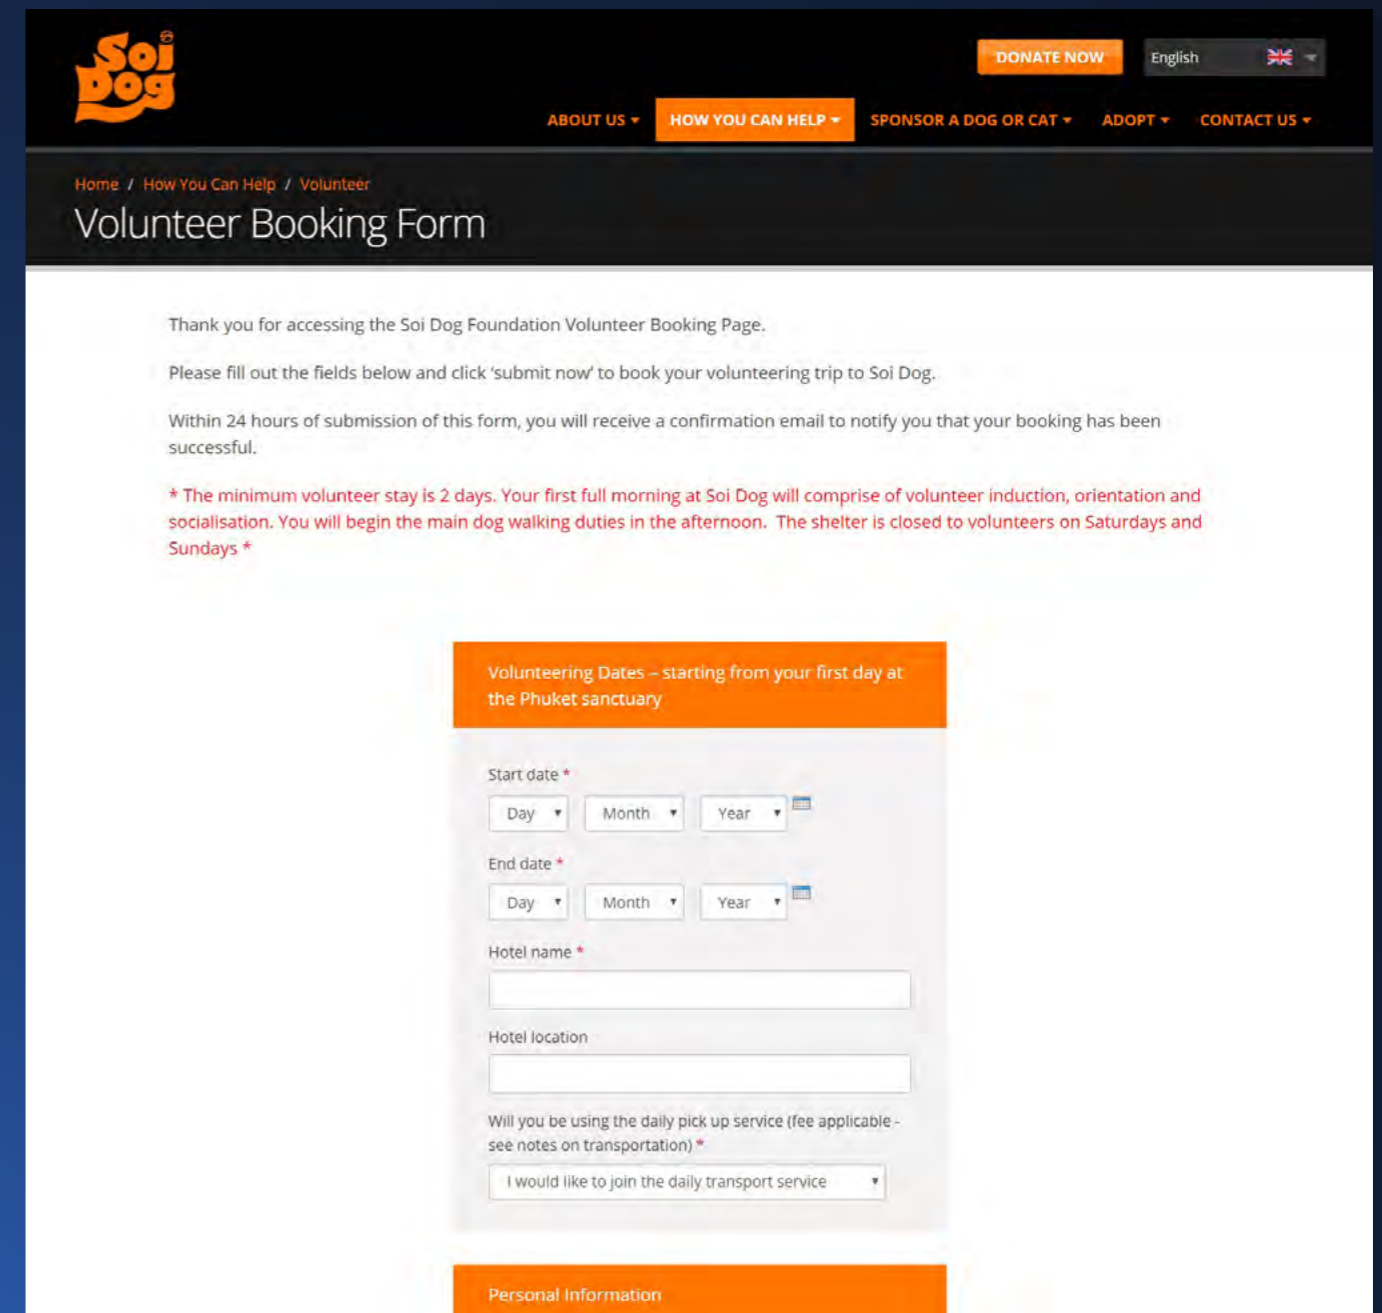 Soi
Dog
DONATE NOW
English
ABOUT US
HOW YOU CAN HELP
SPONSOR A DOG OR CAT
ADOPT
CONTACT US
Home / How You Can Help / Volunteer
Volunteer Booking Form
Thank you for accessing the Soi Dog Foundation Volunteer Booking Page.
Please fill out the fields below and click ‘submit now’ to book your volunteering trip to Soi Dog.
Within 24 hours of submission of this form, you will receive a confirmation email to notify you that your booking has been
successful.
* The minimum volunteer stay is 2 days. Your first full morning at Soi Dog will comprise of volunteer induction, orientation and
socialisation. You will begin the main dog walking duties in the afternoon. The shelter is closed to volunteers on Saturdays and
Sundays *
Volunteering Dates – starting from your first day at
the Phuket sanctuary
Start date *
Day Month Year
End date *
Day Month Year
Hotel name *
Hotel location
Will you be using the daily pick up service (fee applicable -
see notes on transportation) *
I would like to join the daily transport service
Personal Information